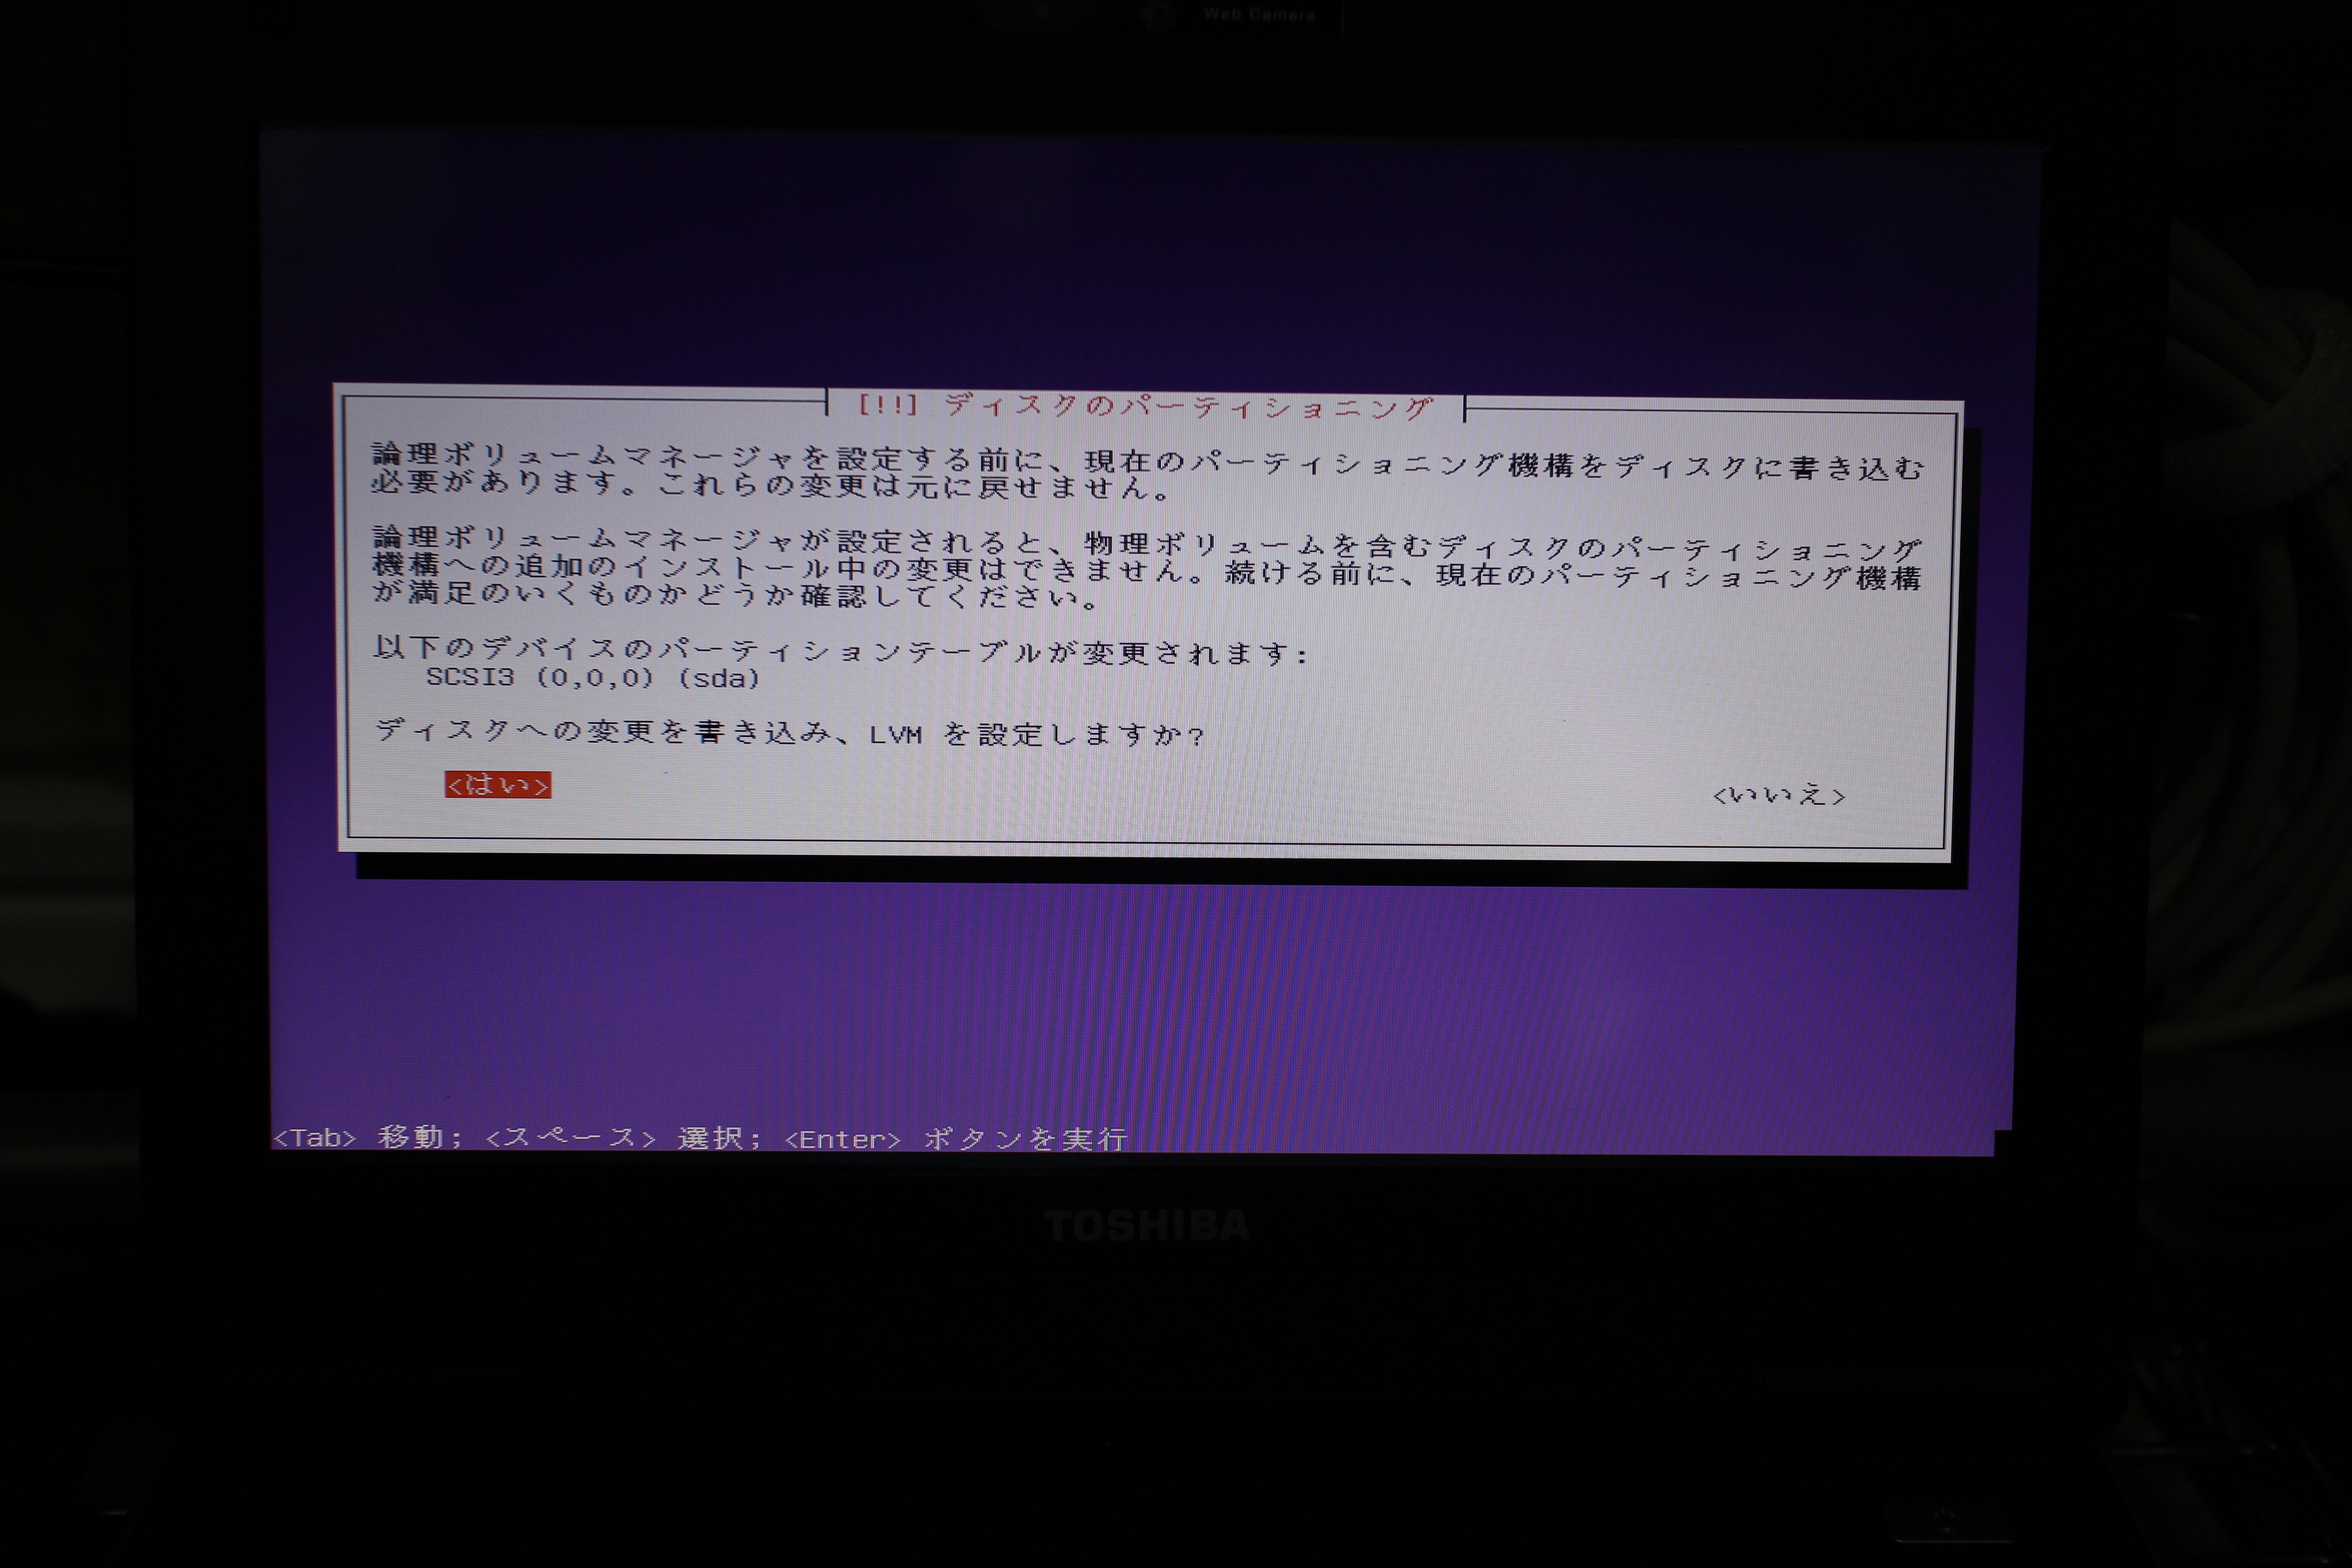 Web Camera
[!!] ディスクのパーティショニング
論理ボリュームマネージャを設定する前に、現在のパーティショニング機構をディスクに書き込む
必要があります。これらの変更は元に戻せません。
論理ボリュームマネージャが設定されると、物理ボリュームを含むディスクのパーティショニング
機構への追加のインストール中の変更はできません。続ける前に、現在のパーティショニング機構
が満足のいくものかどうか確認してください。
以下のデバイスのパーティションテーブルが変更されます:
SCSI3 (0,0,0) (sda)
ディスクへの変更を書き込み、LVM を設定しますか?
<はい> <いいえ>
<Tab> 移動; <スペース> 選択; <Enter> ボタンを実行
TOSHIBA